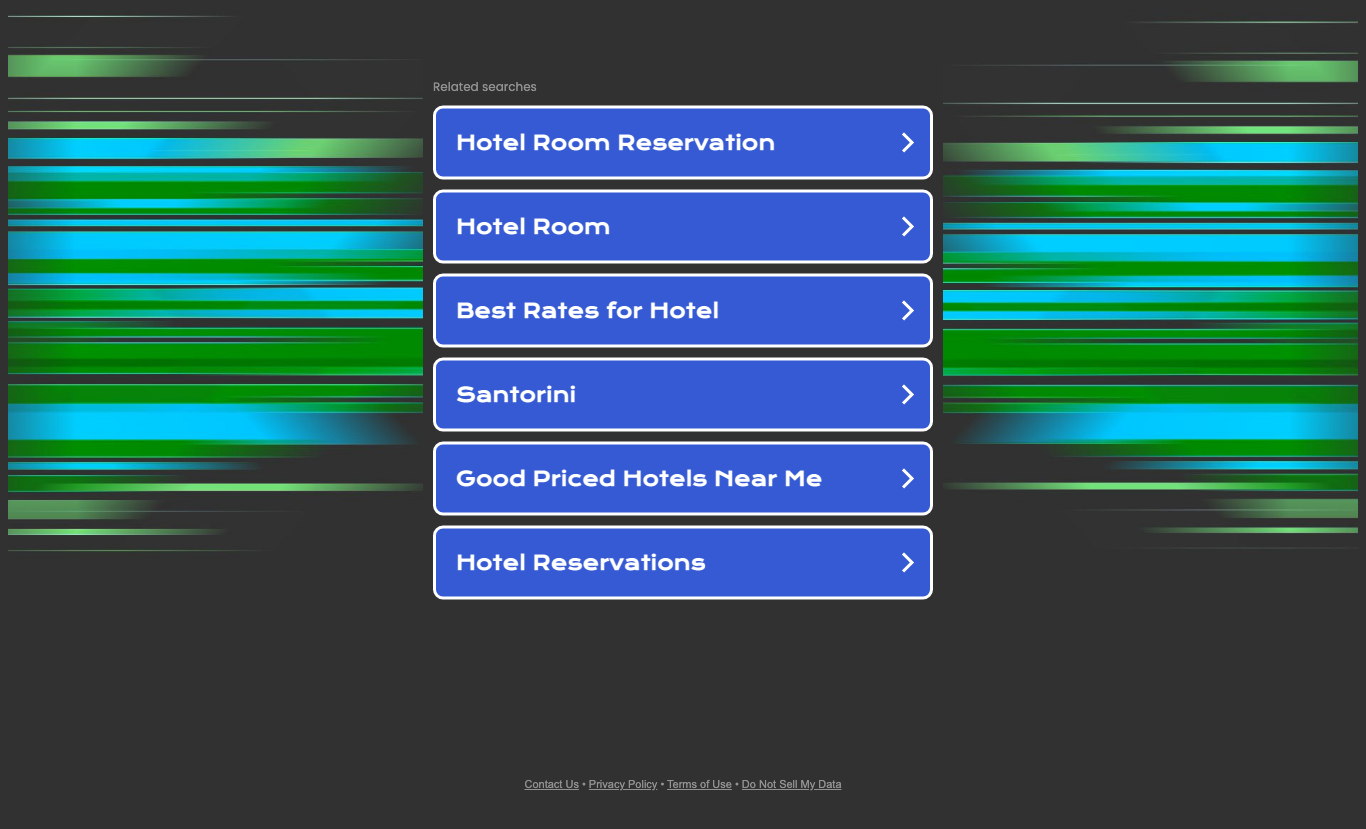 Related searches
Hotel Room Reservation
Hotel Room
Best Rates for Hotel
Santorini
Good Priced Hotels Near Me
Hotel Reservations
Contact Us • Privacy Policy • Terms of Use • Do Not Sell My Data